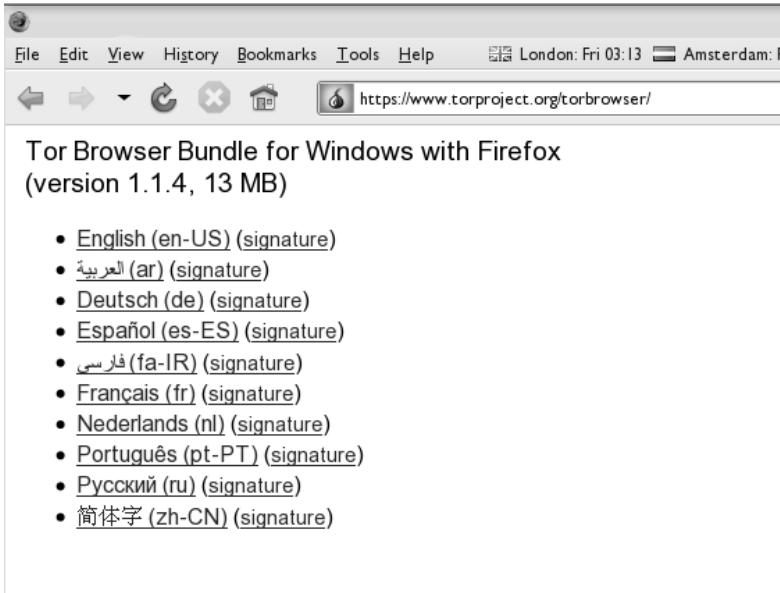 File Edit View History Bookmarks Tools Help London: Fri 03:13 Amsterdam:
https://www.torproject.org/torbrowser/
Tor Browser Bundle for Windows with Firefox
(version 1.1.4, 13 MB)
English (en-US) (signature)
العربية (ar) (signature)
Deutsch (de) (signature)
Español (es-ES) (signature)
فارسی (fa-IR) (signature)
Français (fr) (signature)
Nederlands (nl) (signature)
Português (pt-PT) (signature)
Русский (ru) (signature)
简体字 (zh-CN) (signature)